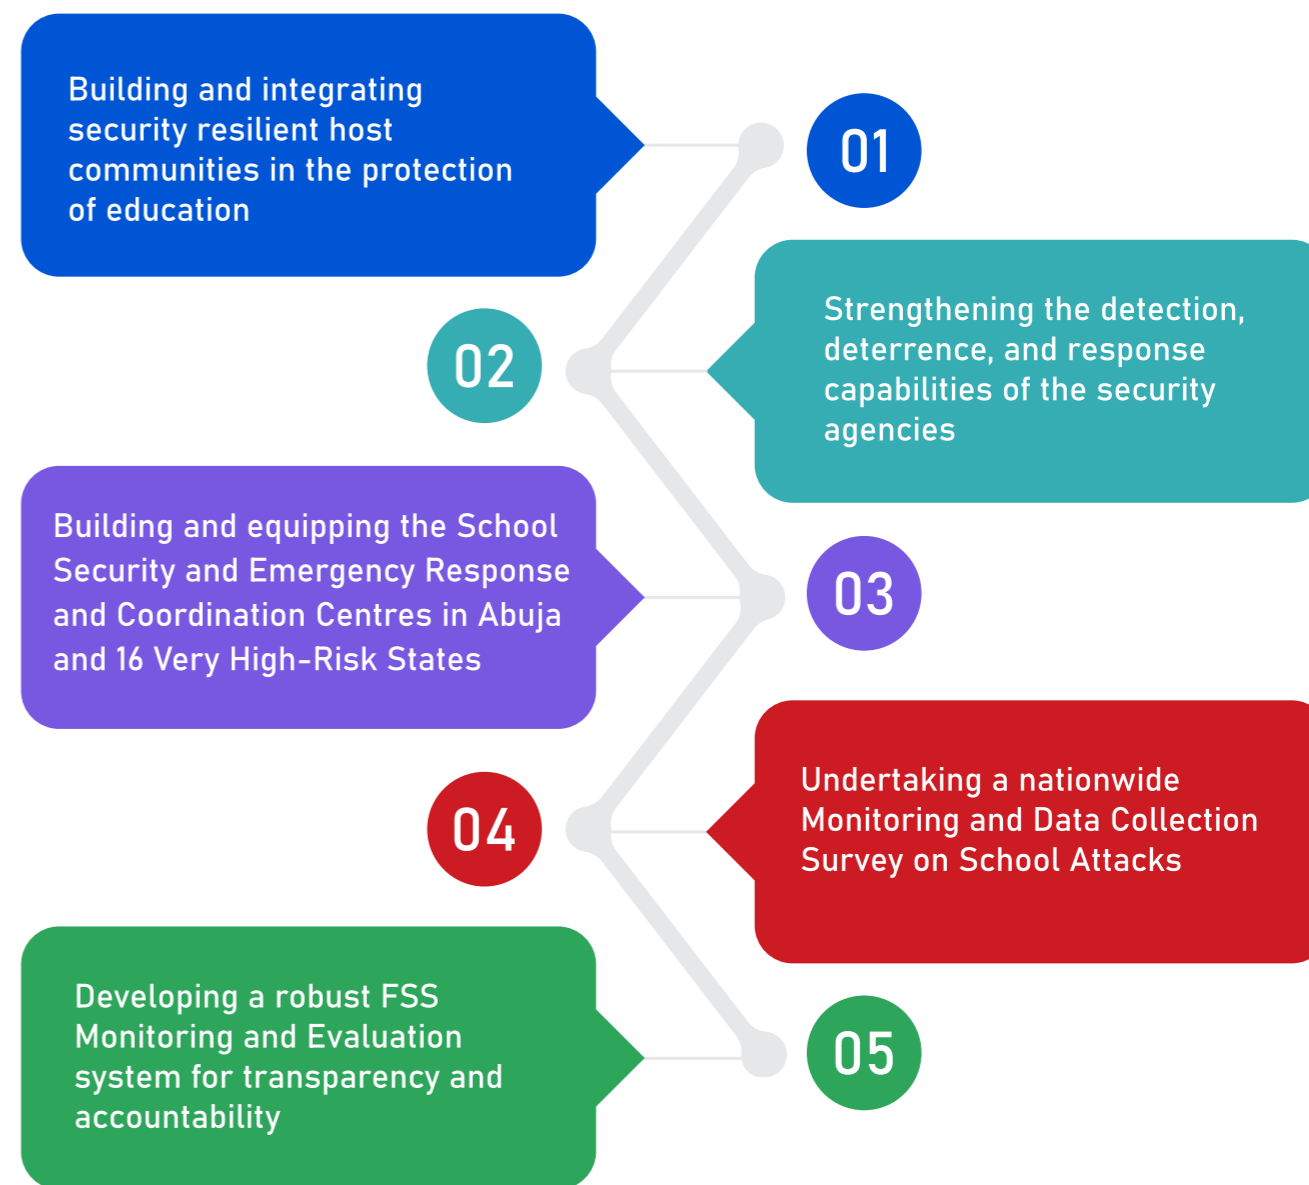 Building and integrating
security resilient host
communities in the protection
of education
01
02
Strengthening the detection,
deterrence, and response
capabilities of the security
agencies
Building and equipping the School
Security and Emergency Response
and Coordination Centres in Abuja
and 16 Very High-Risk States
03
04
Undertaking a nationwide
Monitoring and Data Collection
Survey on School Attacks
Developing a robust FSS
Monitoring and Evaluation
system for transparency and
accountability
05